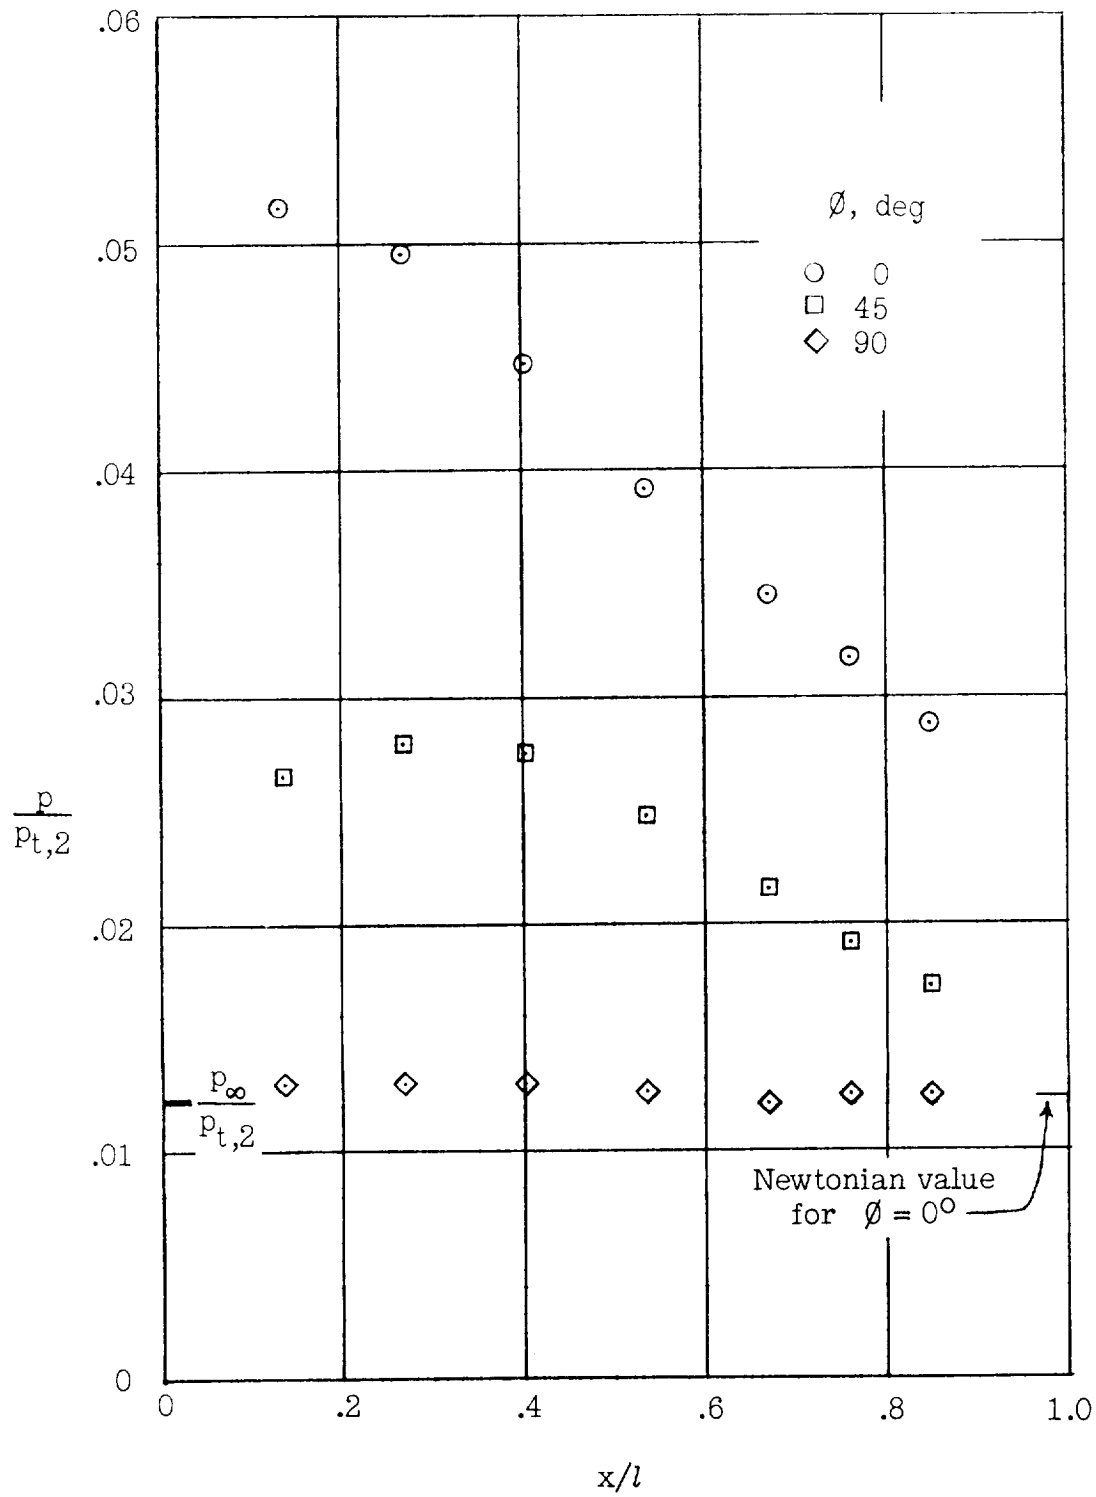 .06
.05
.04
.03
.02
.01
0
p
p_t,2
p_∞
p_t,2
Ø, deg
0
45
90
Newtonian value
for Ø = 0°
0
.2
.4
.6
.8
1.0
x/l